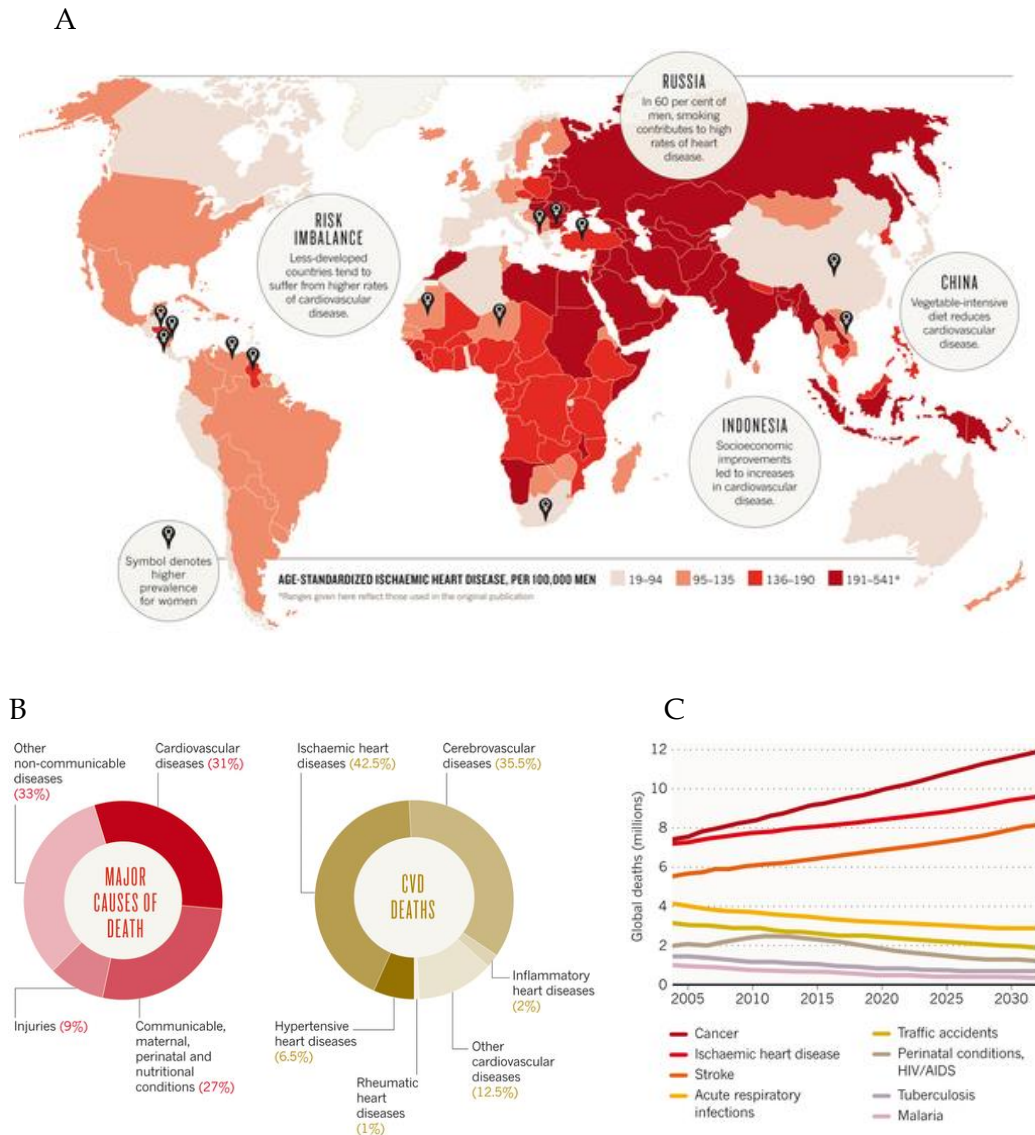 A
RUSSIA
In 60 per cent of
men, smoking
contributes to high
rates of heart
disease.
RISK
IMBALANCE
Less-developed
countries tend to
suffer from higher rates
of cardiovascular
disease.
CHINA
Vegetable-intensive
diet reduces
cardiovascular
disease.
INDONESIA
Socioeconomic
improvements
led to increases
in cardiovascular
disease.
Symbol denotes
higher
prevalence
for women
AGE-STANDARDIZED ISCHAEMIC HEART DISEASE, PER 100,000 MEN 19–94 95–135 136–190 191–541*
*Ranges given here reflect those used in the original publication
B
Other
non-communicable
diseases
(33%)
Cardiovascular
diseases (31%)
MAJOR
CAUSES OF
DEATH
Injuries (9%)
Communicable,
maternal,
perinatal and
nutritional
conditions (27%)
Ischaemic heart
diseases (42.5%)
Cerebrovascular
diseases (35.5%)
CVD
DEATHS
Inflammatory
heart diseases
(2%)
Hypertensive
heart diseases
(6.5%)
Rheumatic
heart
diseases
(1%)
Other
cardiovascular
diseases
(12.5%)
C
Global deaths (millions)
12
10
8
6
4
2
0
2005 2010 2015 2020 2025 2030
Cancer
Ischaemic heart disease
Stroke
Acute respiratory
infections
Traffic accidents
Perinatal conditions,
HIV/AIDS
Tuberculosis
Malaria